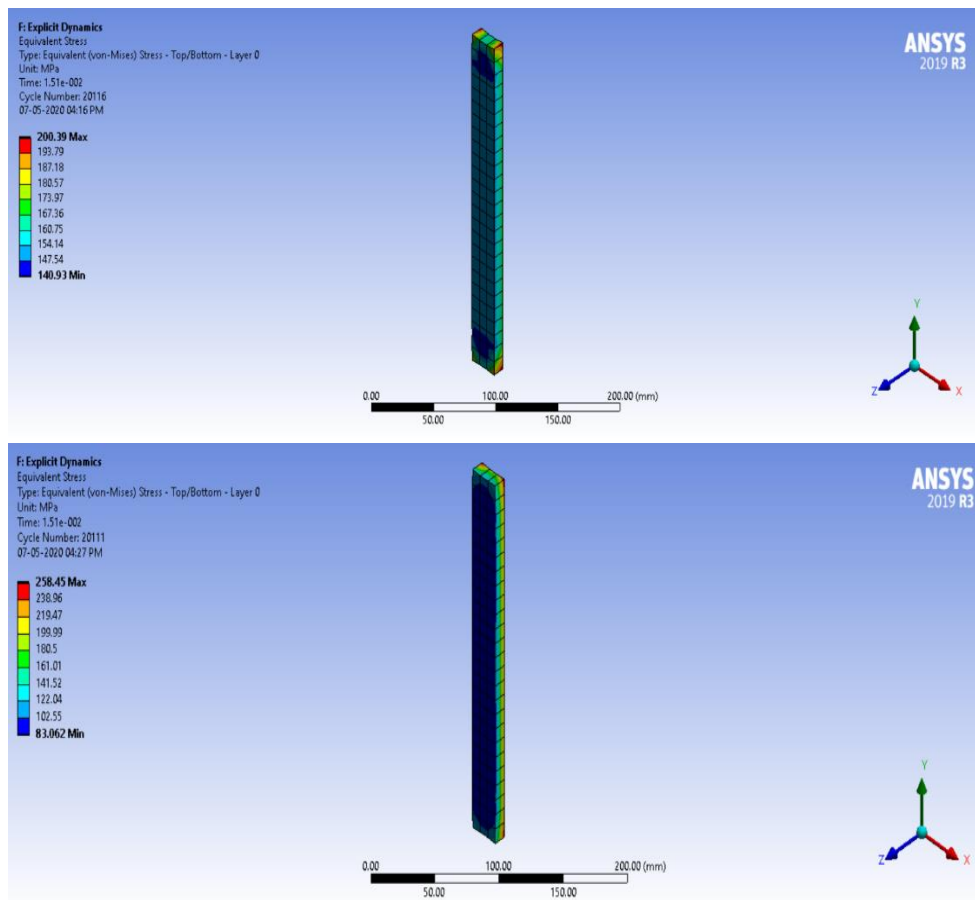 F: Explicit Dynamics
Equivalent Stress
Type: Equivalent (von-Mises) Stress - Top/Bottom - Layer 0
Unit: MPa
Time: 1.51e-002
Cycle Number: 20116
07-05-2020 04:16 PM
200.39 Max
193.79
187.18
180.57
173.97
167.36
160.75
154.14
147.54
140.93 Min
ANSYS
2019 R3
Y
Z
X
0.00 100.00 200.00 (mm)
50.00 150.00
F: Explicit Dynamics
Equivalent Stress
Type: Equivalent (von-Mises) Stress - Top/Bottom - Layer 0
Unit: MPa
Time: 1.51e-002
Cycle Number: 20111
07-05-2020 04:27 PM
258.45 Max
238.96
219.47
199.99
180.5
161.01
141.52
122.04
102.55
83.062 Min
ANSYS
2019 R3
Y
Z
X
0.00 100.00 200.00 (mm)
50.00 150.00